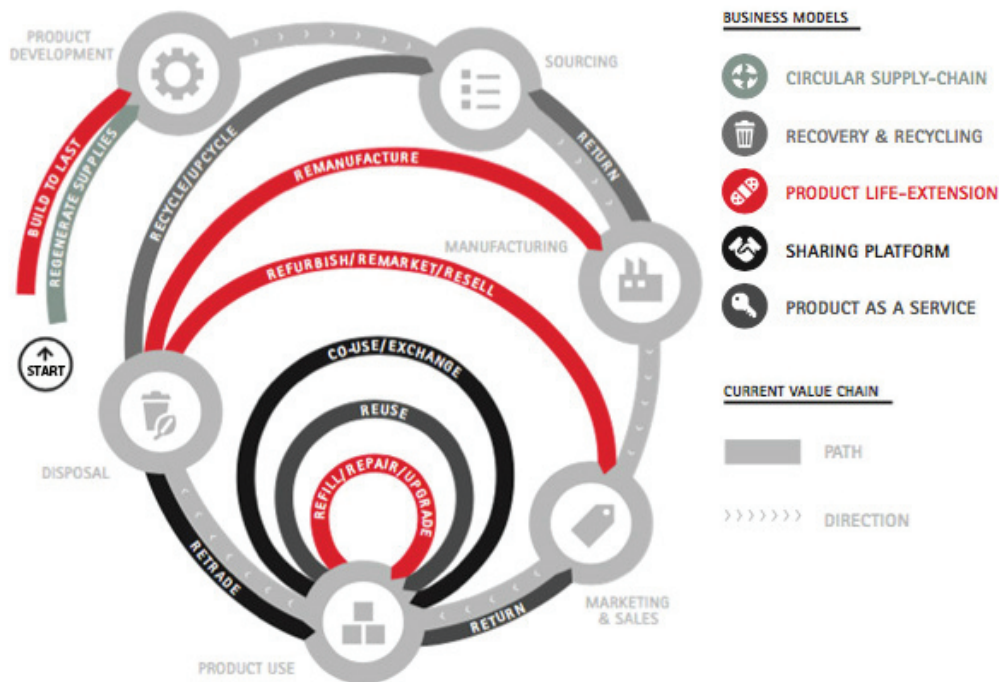 PRODUCT
DEVELOPMENT
SOURCING
BUILD TO LAST
REGENERATE SUPPLIES
START
RECYCLE/UPCYCLE
REMANUFACTURE
RETURN
MANUFACTURING
REFURBISH/REMARKET/RESELL
CO-USE/EXCHANGE
REUSE
REFILL/REPAIR/UPGRADE
DISPOSAL
RETRADE
RETURN
MARKETING
& SALES
PRODUCT USE
BUSINESS MODELS
CIRCULAR SUPPLY-CHAIN
RECOVERY & RECYCLING
PRODUCT LIFE-EXTENSION
SHARING PLATFORM
PRODUCT AS A SERVICE
CURRENT VALUE CHAIN
PATH
DIRECTION